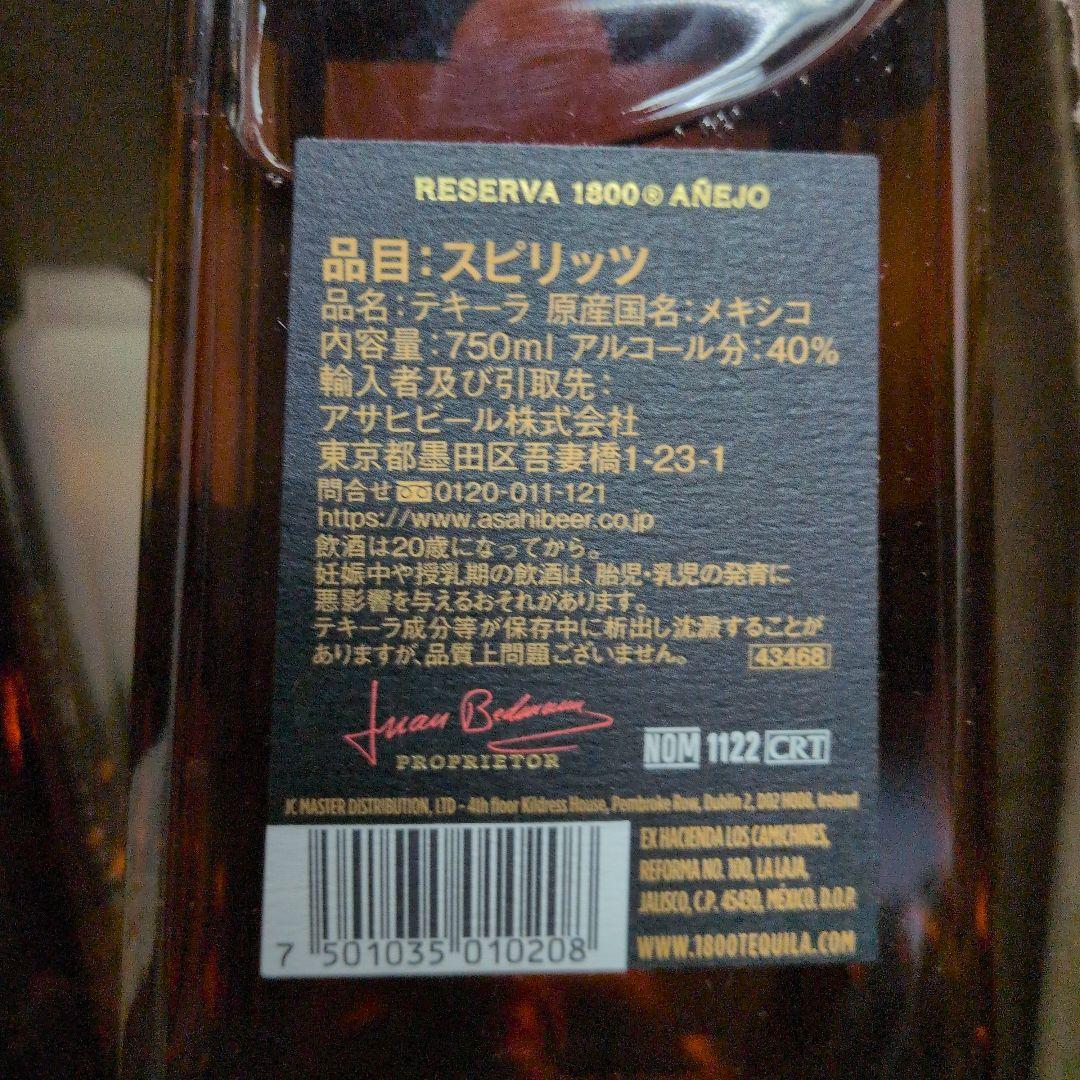 RESERVA 1800® AÑEJO
品目:スピリッツ
品名:テキーラ 原産国名:メキシコ
内容量:750ml アルコール分:40%
輸入者及び引取先:
アサヒビール株式会社
東京都墨田区吾妻橋1-23-1
問合せ 0120-011-121
https://www.asahibeer.co.jp
飲酒は20歳になってから。
妊娠中や授乳期の飲酒は、胎児・乳児の発育に
悪影響を与えるおそれがあります。
テキーラ成分等が保存中に析出し沈澱することが
ありますが、品質上問題ございません。 43468
Juan Beckmann
PROPRIETOR
NOM 1122 CRT
JC MASTER DISTRIBUTION, LTD - 4th floor Kildress House, Pembroke Row, Dublin 2, D02 H008, Ireland
EX HACIENDA LOS CAMICHINES,
REFORMA NO. 100, LA LAJA,
JALISCO, C.P. 45430, MÉXICO. D.O.P.
WWW.1800TEQUILA.COM
7 501035 010208